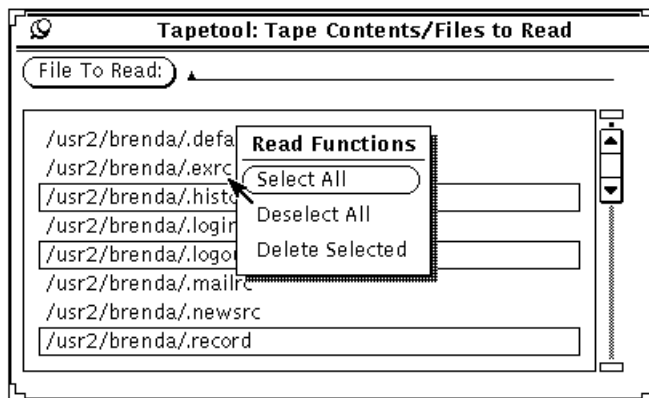 Tapetool: Tape Contents/Files to Read
File To Read:
/usr2/brenda/.defa
/usr2/brenda/.exrc
/usr2/brenda/.histo
/usr2/brenda/.login
/usr2/brenda/.logou
/usr2/brenda/.mailrc
/usr2/brenda/.newsrc
/usr2/brenda/.record
Read Functions
Select All
Deselect All
Delete Selected